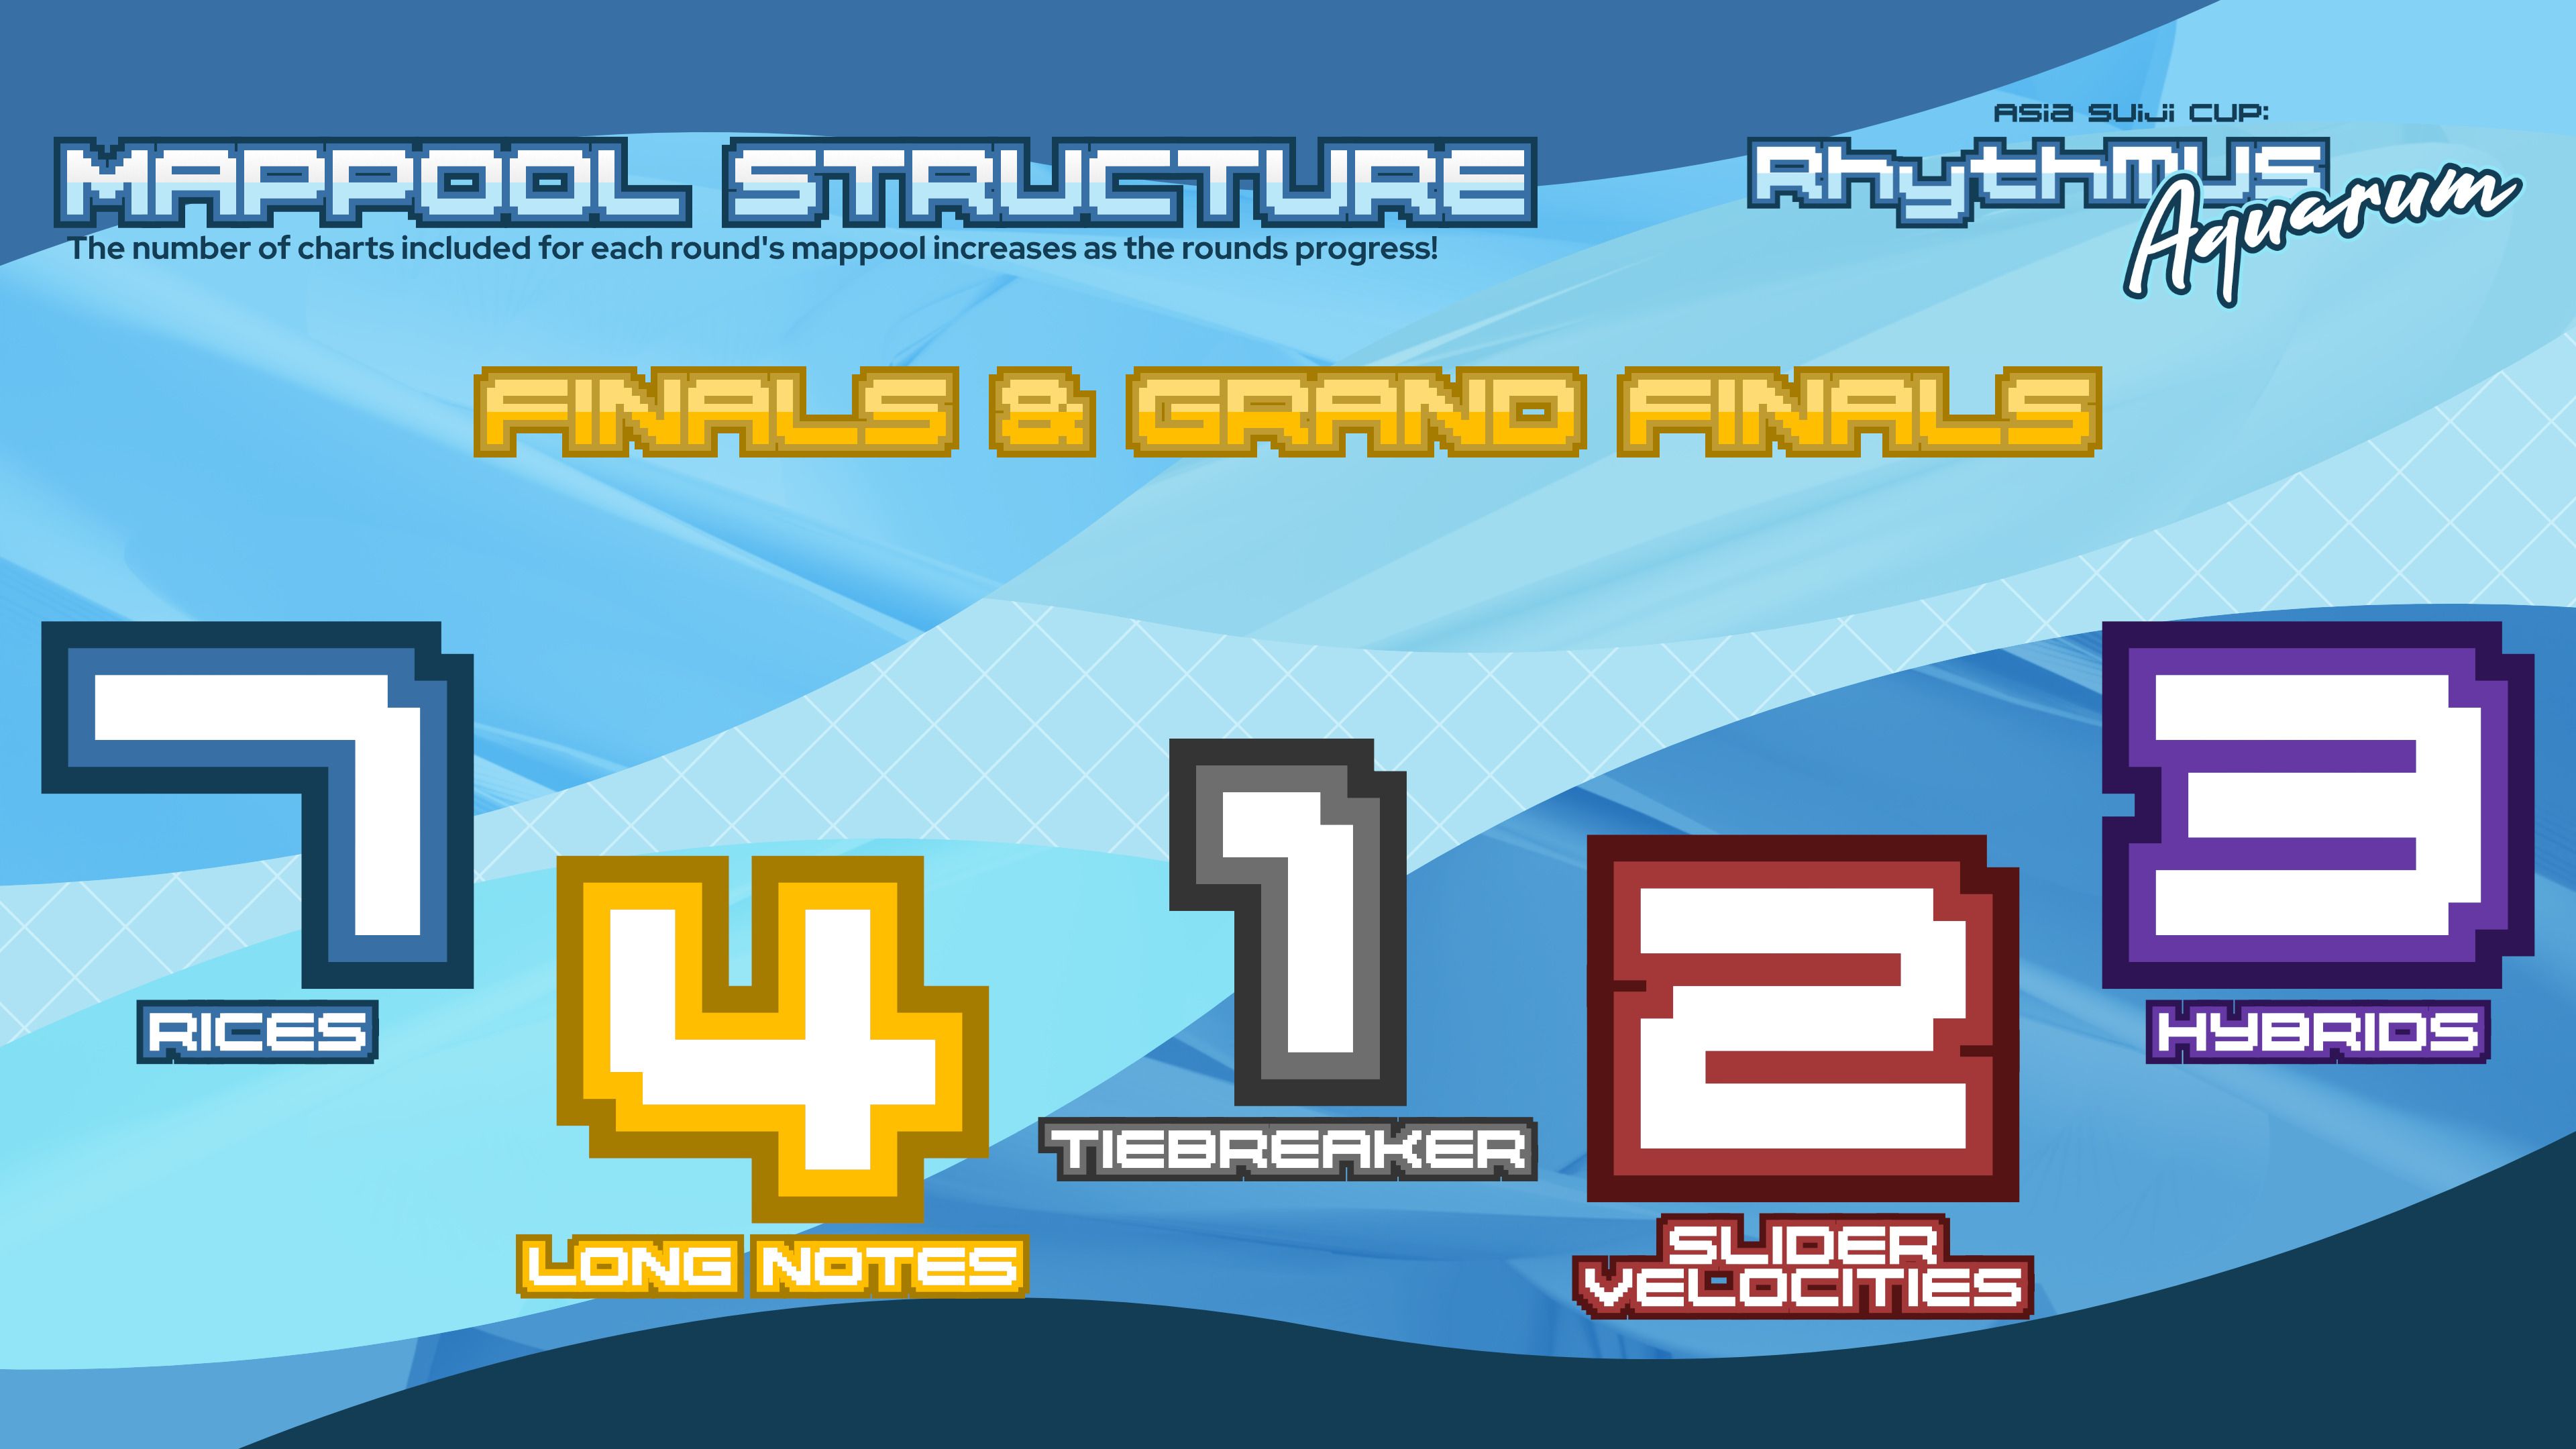 MAPPOOL STRUCTURE
The number of charts included for each round's mappool increases as the rounds progress!
ASiA SUiJi CUP:
RhythMUS
Aquarum
FINALS & GRAND FINALS
7
RICES
4
LONG NOTES
1
TIEBREAKER
2
SLIDER
VELOCITIES
3
HYBRIDS